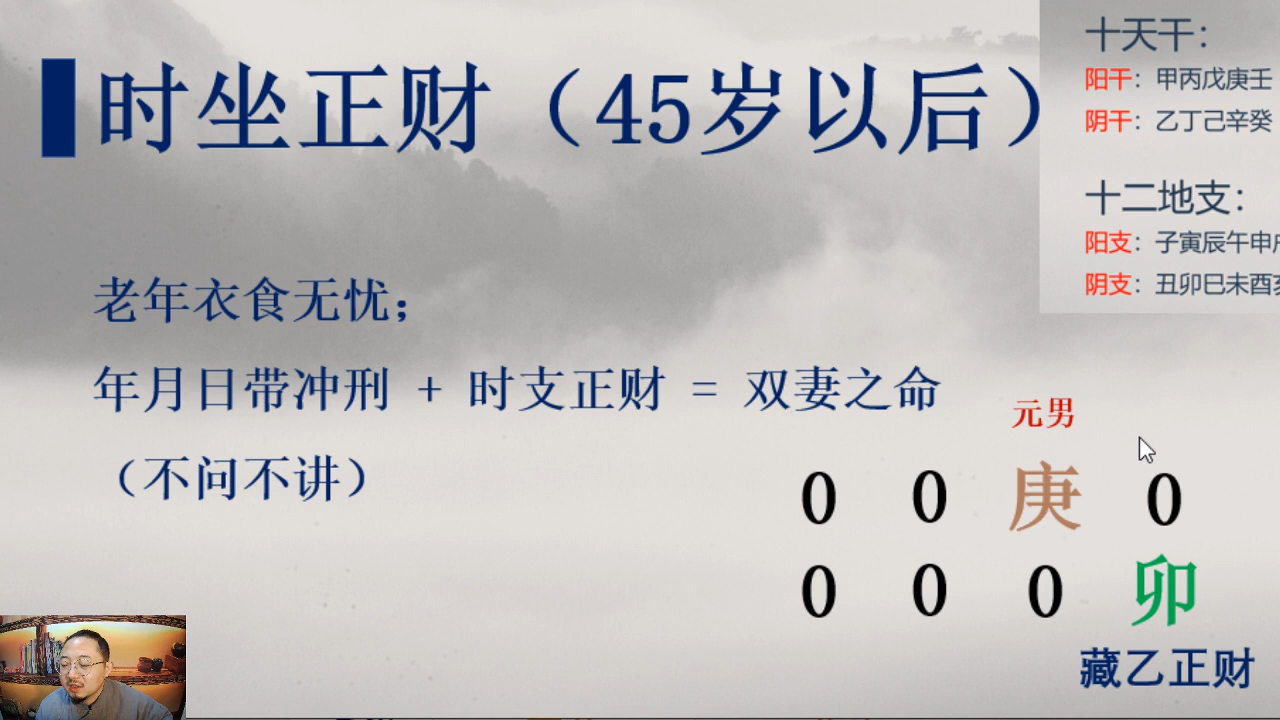 时坐正财（45岁以后）
十天干：
阳干：甲丙戊庚壬
阴干：乙丁己辛癸
十二地支：
阳支：子寅辰午申
阴支：丑卯巳未酉
老年衣食无忧；
年月日带冲刑 + 时支正财 = 双妻之命
（不问不讲）
元男
0 0 庚 0
0 0 0 卯
藏乙正财